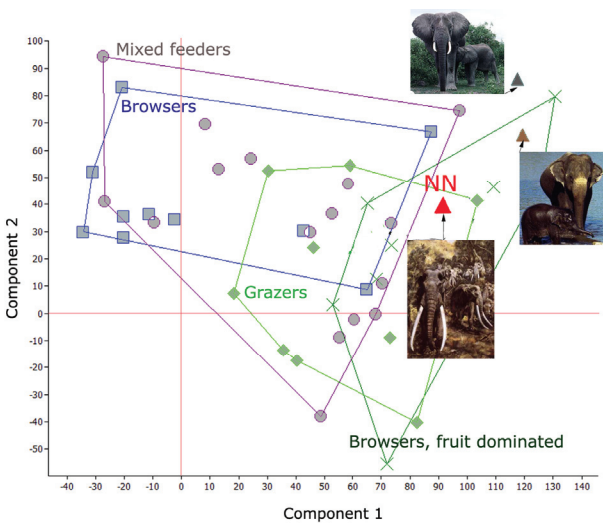 Mixed feeders
Browsers
NN
Grazers
Browsers, fruit dominated
Component 2
100
90
80
70
60
50
40
30
20
10
0
-10
-20
-30
-40
-50
-40 -30 -20 -10 0 10 20 30 40 50 60 70 80 90 100 110 120 130 140
Component 1